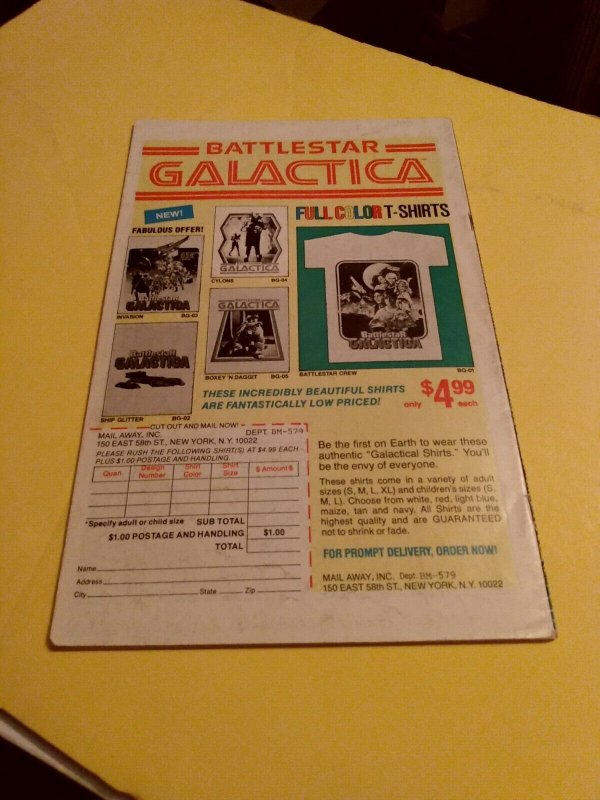 BATTLESTAR
GALACTICA
NEW!
FABULOUS OFFER!
FULL COLOR T-SHIRTS
GALACTICA
CYLONS BG-04
Battlestar
GALACTICA
INVASION BG-03
GALACTICA
BOXEY 'N DAGGIT BG-05
Battlestar
GALACTICA
BATTLESTAR CREW BG-01
Battlestar
GALACTICA
SHIP GLITTER BG-02
THESE INCREDIBLY BEAUTIFUL SHIRTS
ARE FANTASTICALLY LOW PRICED!
only $4.99 each
CUT OUT AND MAIL NOW!
MAIL AWAY, INC. DEPT. BM-579
150 EAST 58th ST., NEW YORK, N.Y. 10022
PLEASE RUSH THE FOLLOWING SHIRT(S) AT $4.99 EACH
PLUS $1.00 POSTAGE AND HANDLING.
Quan. Design Number Shirt Color Shirt Size $ Amount $
*Specify adult or child size SUB TOTAL
$1.00 POSTAGE AND HANDLING $1.00
TOTAL
Name
Address
City State Zip
Be the first on Earth to wear these
authentic "Galactical Shirts." You'll
be the envy of everyone.
These shirts come in a variety of adult
sizes (S, M, L, XL) and children's sizes (S,
M, L). Choose from white, red, light blue,
maize, tan and navy. All Shirts are the
highest quality and are GUARANTEED
not to shrink or fade.
FOR PROMPT DELIVERY, ORDER NOW!
MAIL AWAY, INC. Dept. BM-579
150 EAST 58th ST., NEW YORK, N.Y. 10022